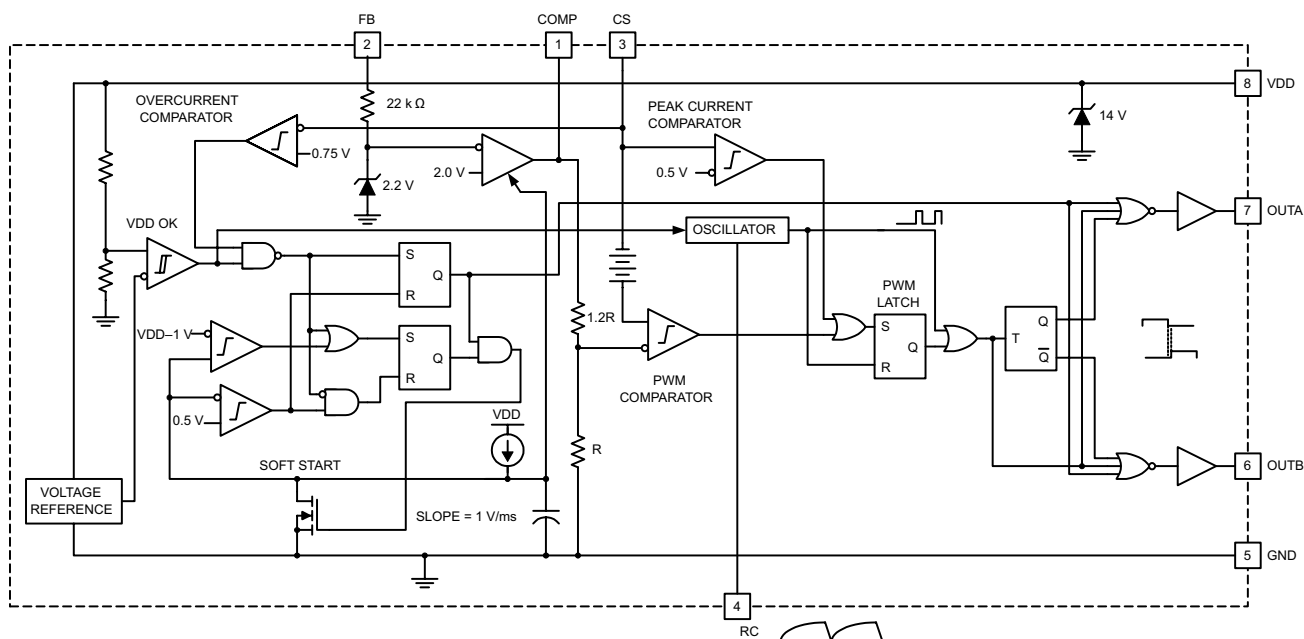 FB
COMP
CS
2
1
3
8
VDD
OVERCURRENT
COMPARATOR
22 k Ω
PEAK CURRENT
COMPARATOR
14 V
0.75 V
2.0 V
0.5 V
2.2 V
VDD OK
7
OUTA
OSCILLATOR
S
Q
R
PWM
LATCH
1.2R
S
Q
R
T
Q
Q̅
VDD–1 V
S
Q
R
PWM
COMPARATOR
0.5 V
VDD
R
6
OUTB
SOFT START
VOLTAGE
REFERENCE
SLOPE = 1 V/ms
5
GND
4
RC